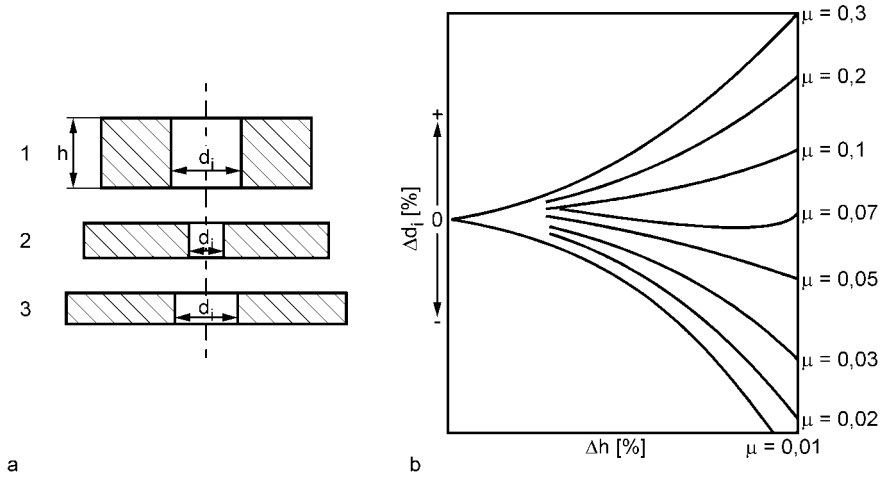 1
h
d_i
2
d_i
3
d_i
a
Δd_i [%]
+
0
-
μ = 0,3
μ = 0,2
μ = 0,1
μ = 0,07
μ = 0,05
μ = 0,03
μ = 0,02
μ = 0,01
Δh [%]
b